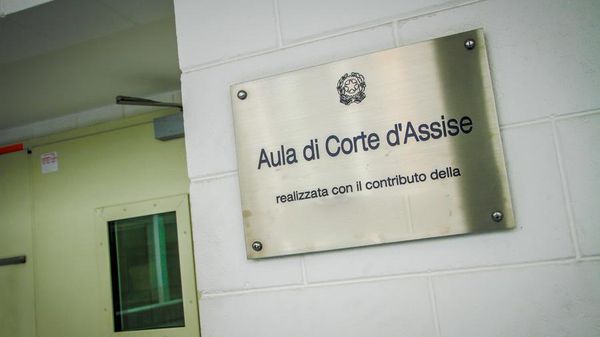 Aula di Corte d'Assise
realizzata con il contributo della